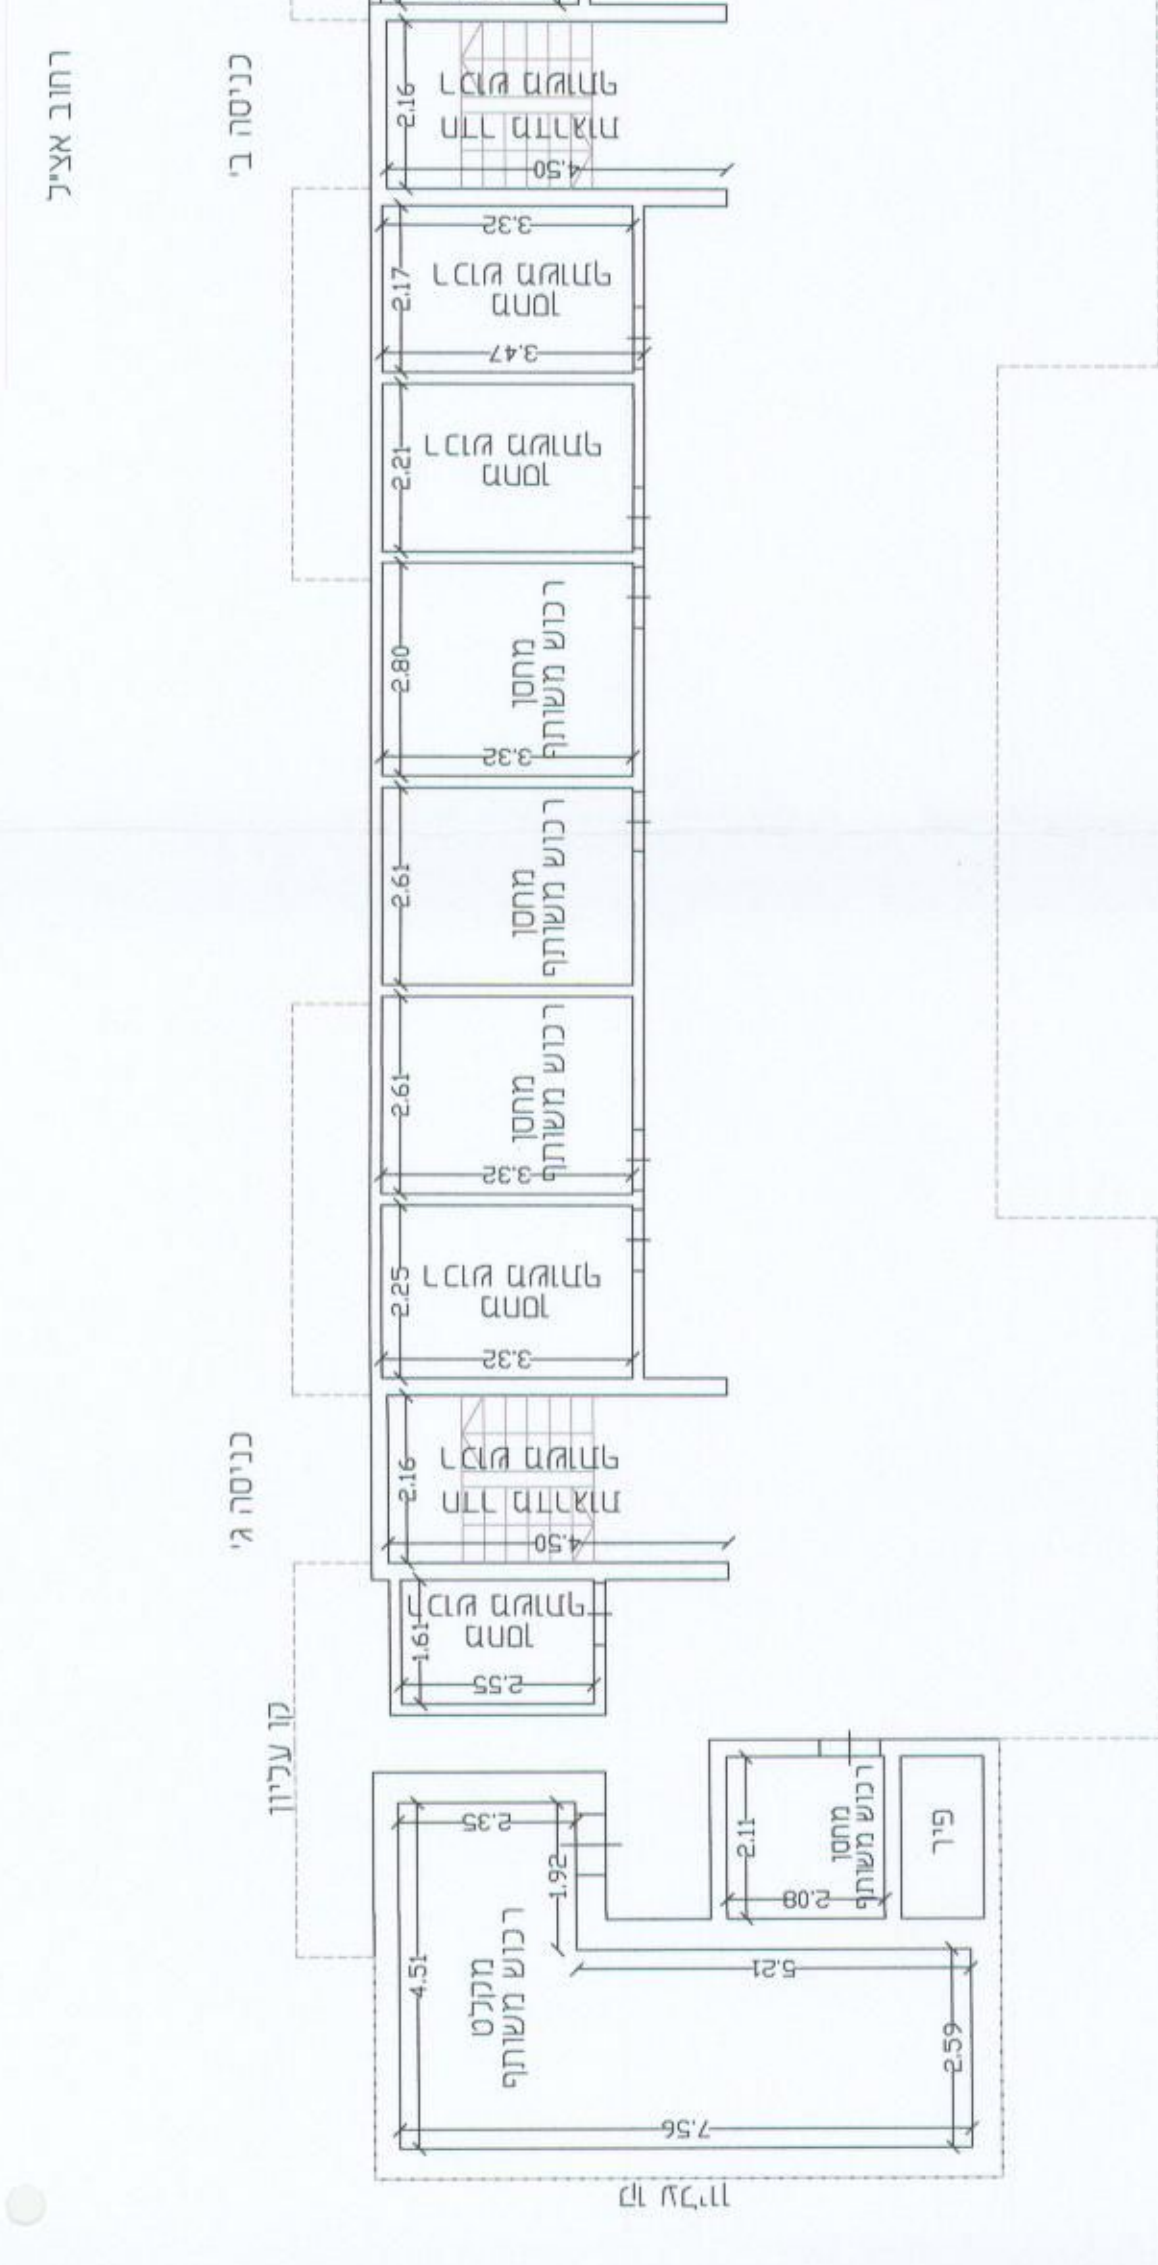 רחוב אציל
כניסה ב'
2.16
רכוש משותף
חדר מדרגות
4.50
3.32
2.17
רכוש משותף
מחסן
3.47
2.21
רכוש משותף
מחסן
2.80
מחסן
רכוש משותף
3.32
2.61
מחסן
רכוש משותף
2.61
מחסן
רכוש משותף
3.32
2.25
רכוש משותף
מחסן
3.32
כניסה ג'
2.16
רכוש משותף
חדר מדרגות
4.50
רכוש משותף
מחסן
1.61
2.55
קו עליון
2.35
1.92
4.51
מקלט
רכוש משותף
2.11
מחסן
רכוש משותף
2.08
פיר
5.21
2.59
7.56
קו עליון